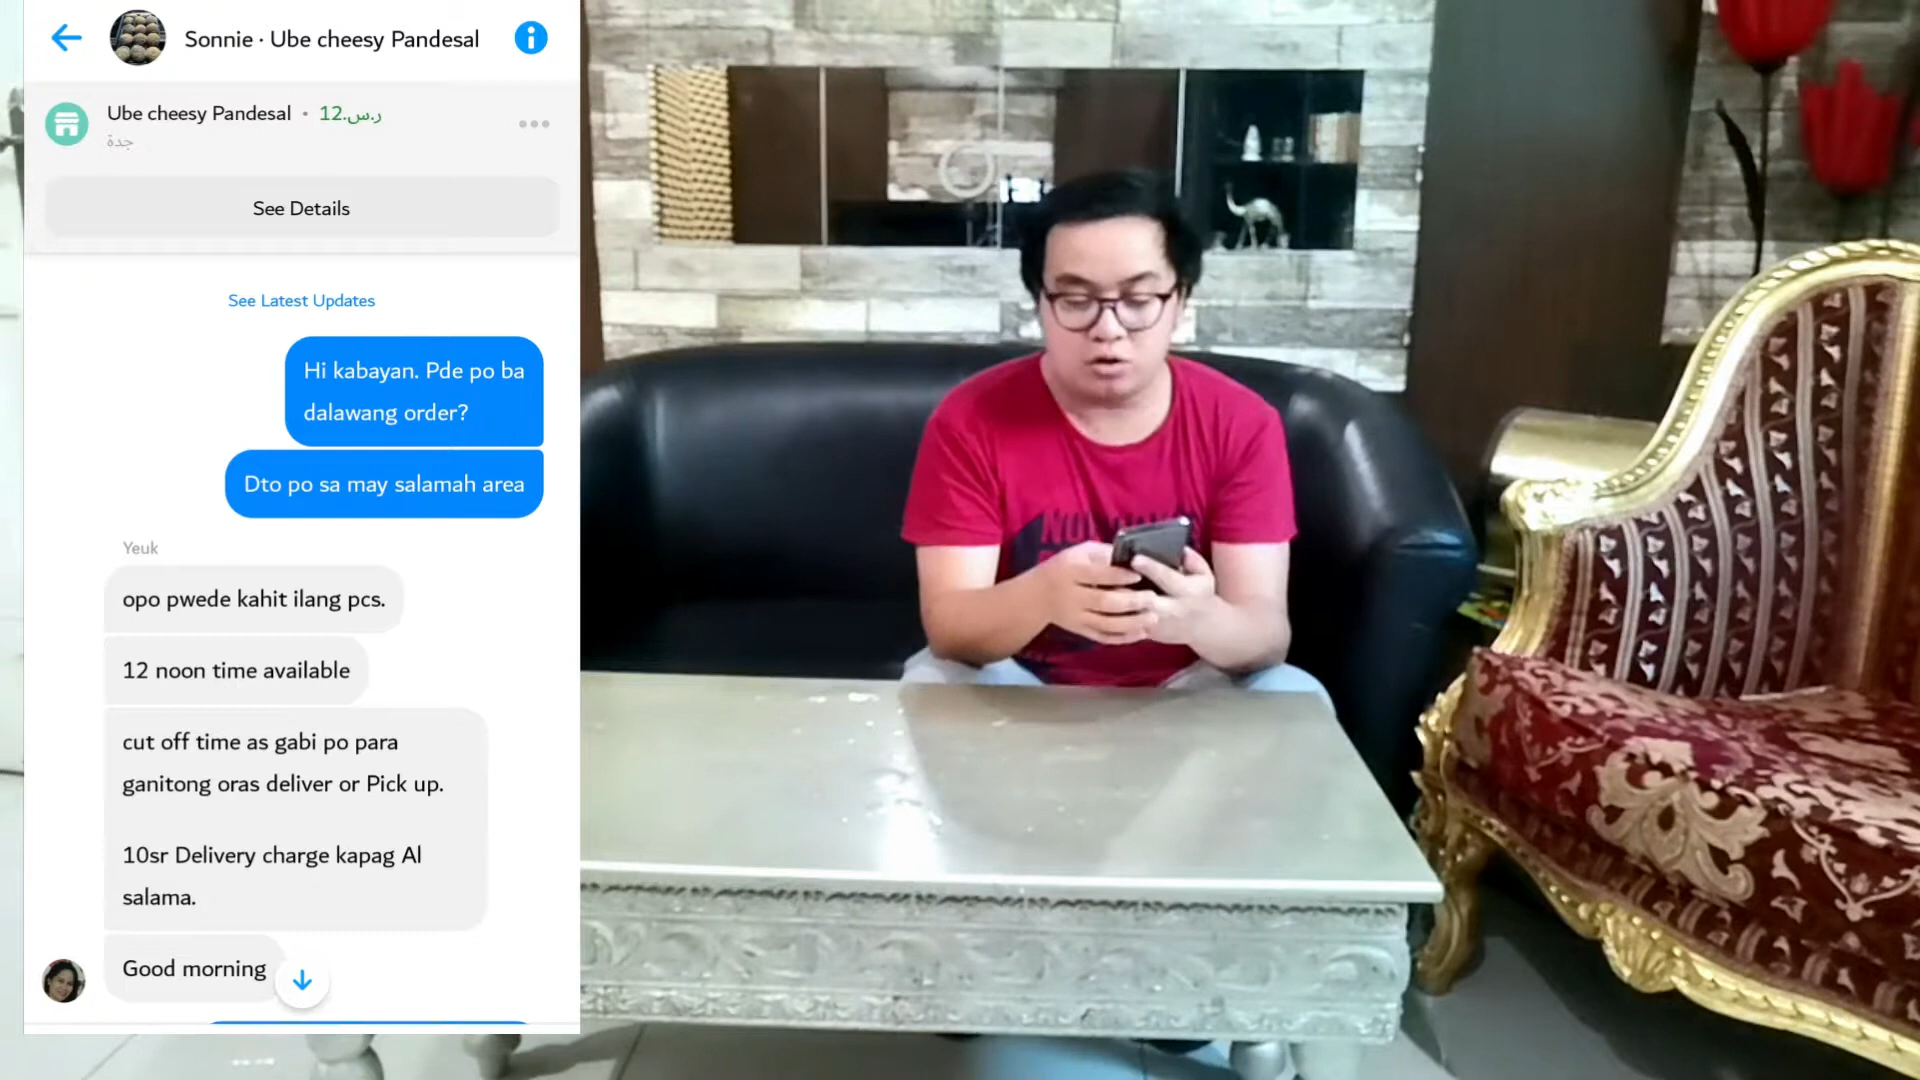 Sonnie · Ube cheesy Pandesal
Ube cheesy Pandesal • ر.س.12
جدة
See Details
See Latest Updates
Hi kabayan. Pde po ba
dalawang order?
Dto po sa may salamah area
Yeuk
opo pwede kahit ilang pcs.
12 noon time available
cut off time as gabi po para
ganitong oras deliver or Pick up.
10sr Delivery charge kapag Al
salama.
Good morning